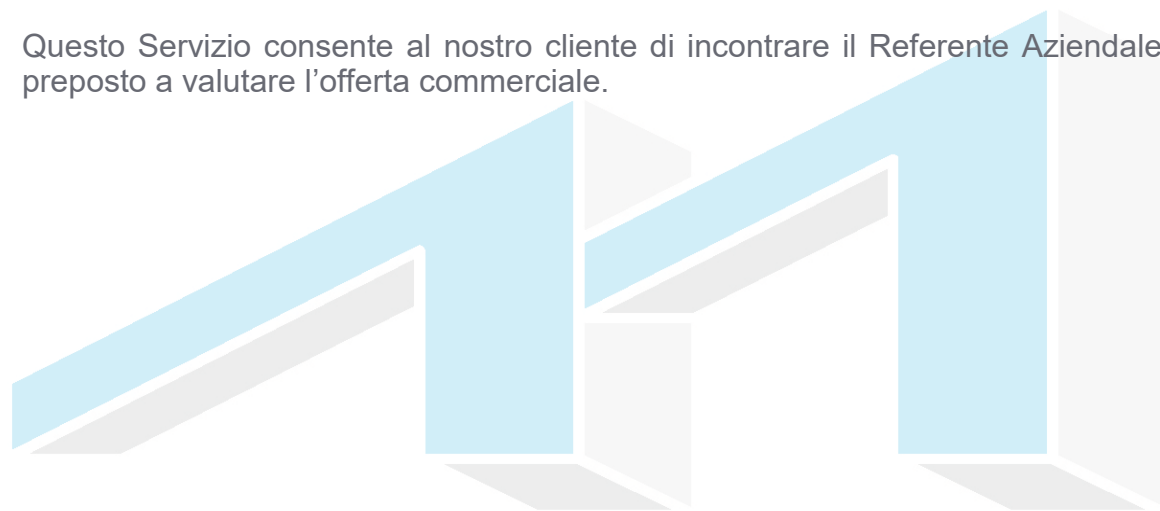 Questo Servizio consente al nostro cliente di incontrare il Referente Aziendale
preposto a valutare l’offerta commerciale.